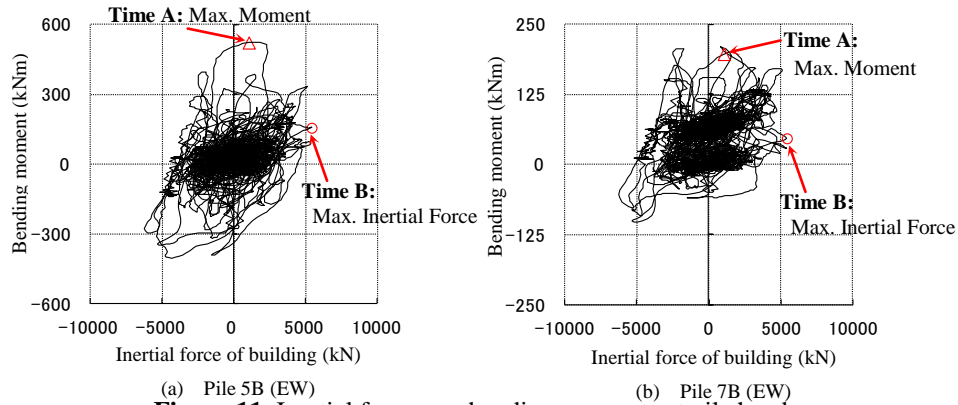 Time A: Max. Moment
600
300
0
−300
−600
Bending moment (kNm)
−10000 −5000 0 5000 10000
Inertial force of building (kN)
Time B:
Max. Inertial Force
(a) Pile 5B (EW)
250
125
0
−125
−250
Bending moment (kNm)
−10000 −5000 0 5000 10000
Inertial force of building (kN)
Time A:
Max. Moment
Time B:
Max. Inertial Force
(b) Pile 7B (EW)